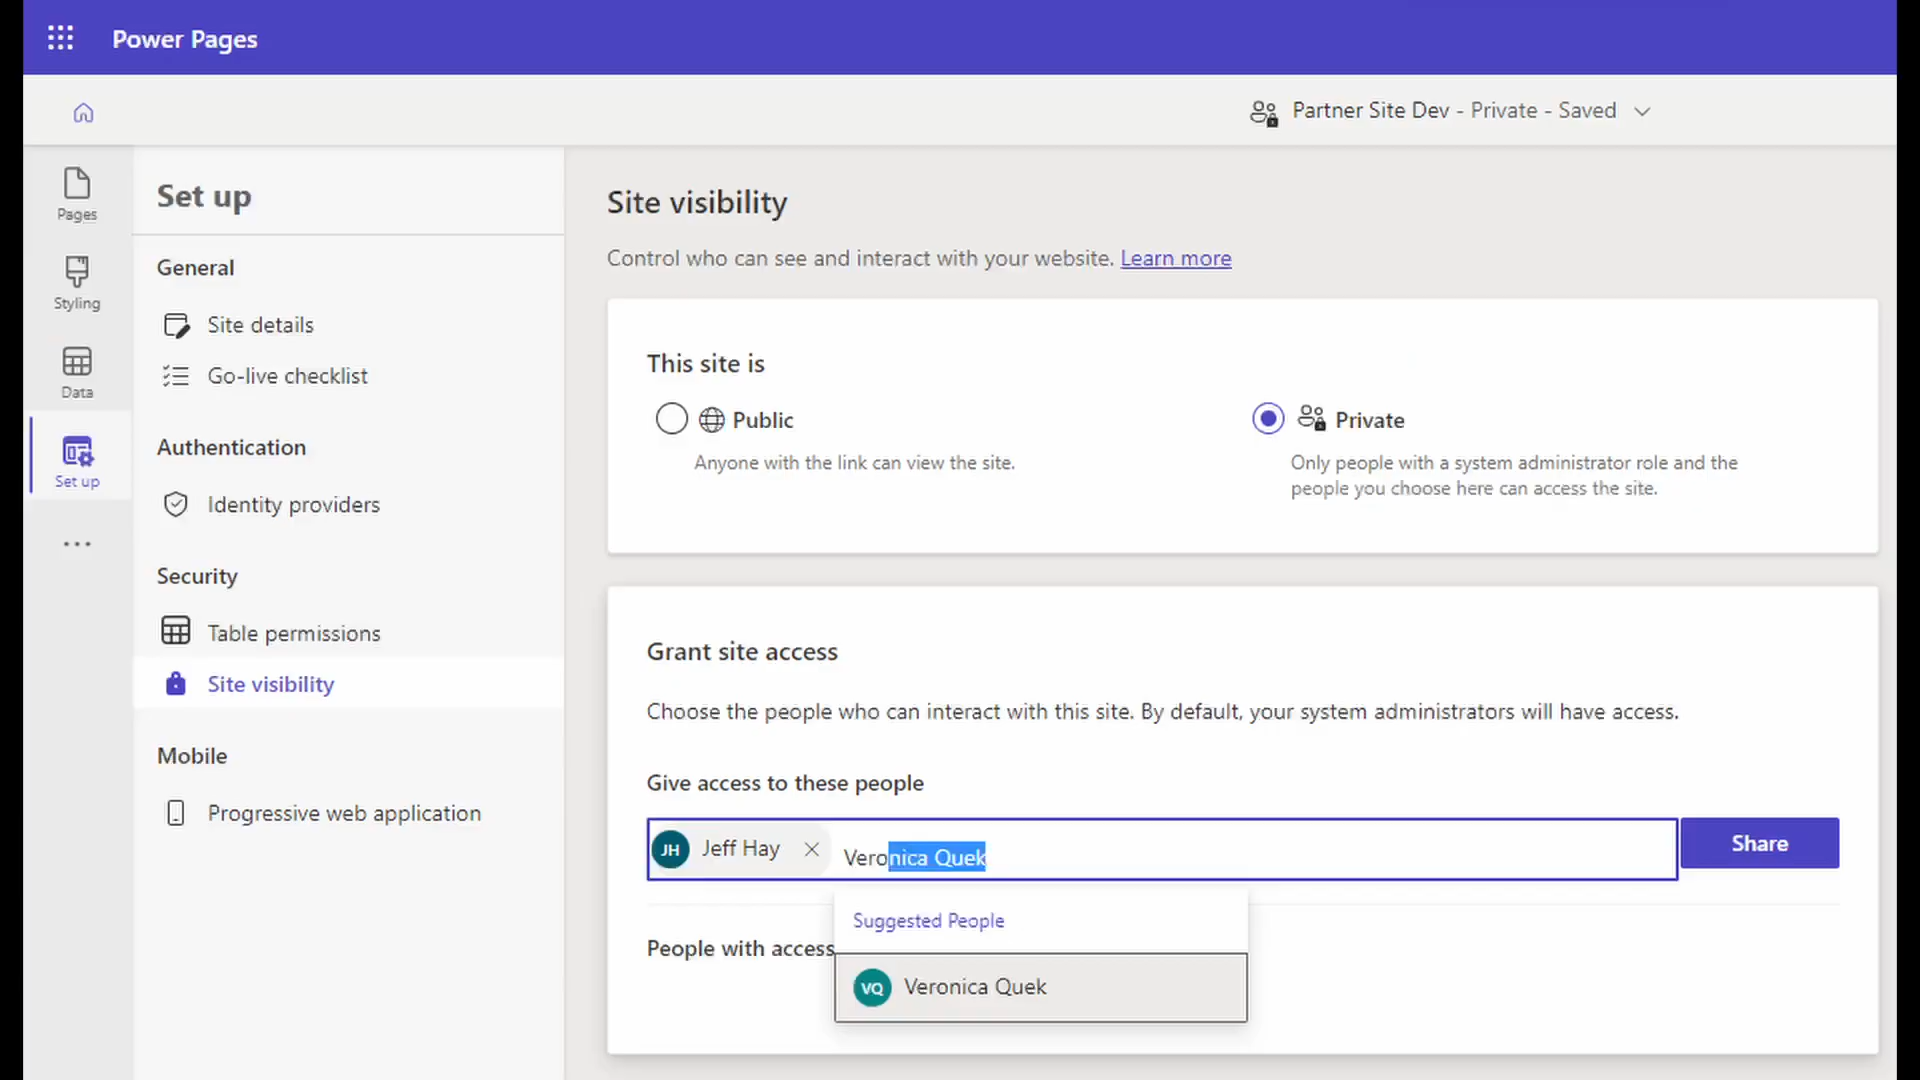 Power Pages
Partner Site Dev - Private - Saved
Pages
Styling
Data
Set up
Set up
General
Site details
Go-live checklist
Authentication
Identity providers
Security
Table permissions
Site visibility
Mobile
Progressive web application
Site visibility
Control who can see and interact with your website. Learn more
This site is
Public
Anyone with the link can view the site.
Private
Only people with a system administrator role and the
people you choose here can access the site.
Grant site access
Choose the people who can interact with this site. By default, your system administrators will have access.
Give access to these people
JH Jeff Hay Veronica Quek
Share
Suggested People
People with access
VQ Veronica Quek